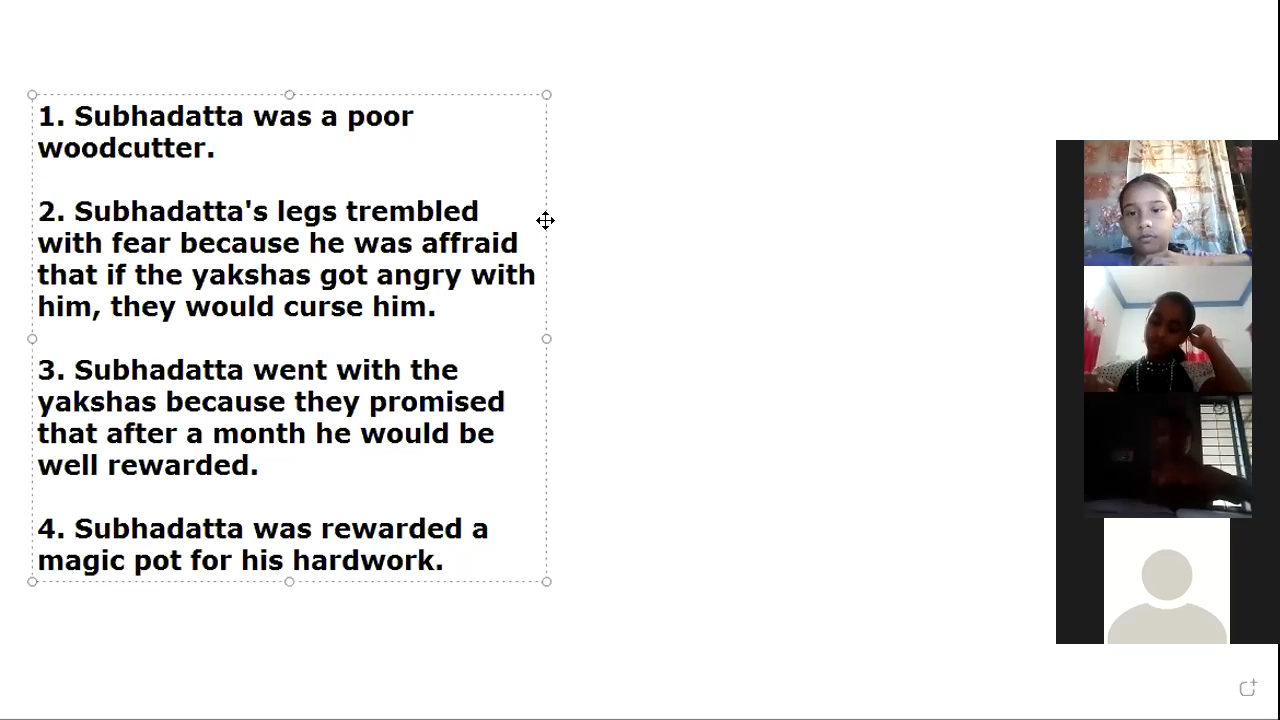 1. Subhadatta was a poor
woodcutter.
2. Subhadatta's legs trembled
with fear because he was affraid
that if the yakshas got angry with
him, they would curse him.
3. Subhadatta went with the
yakshas because they promised
that after a month he would be
well rewarded.
4. Subhadatta was rewarded a
magic pot for his hardwork.